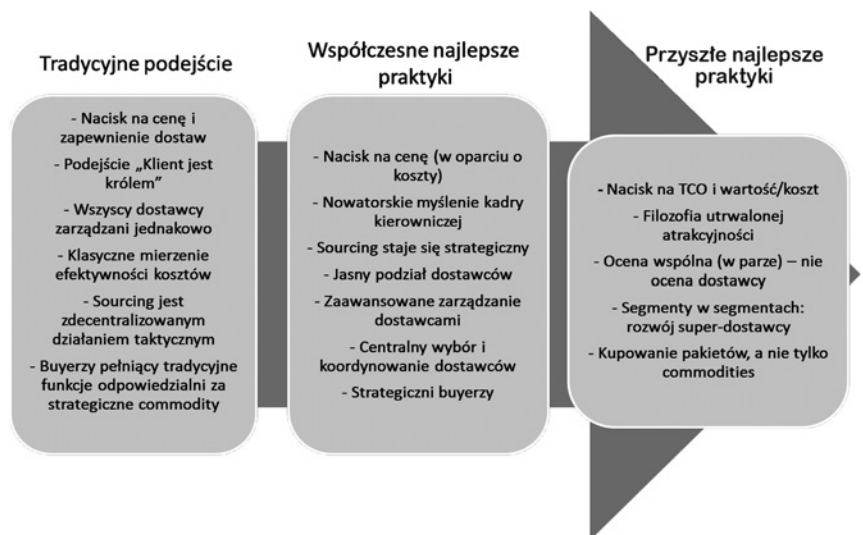 Tradycyjne podejście
- Nacisk na cenę i
zapewnienie dostaw
- Podejście „Klient jest
królem”
- Wszyscy dostawcy
zarządzani jednakowo
- Klasyczne mierzenie
efektywności kosztów
- Sourcing jest
zdecentralizowanym
działaniem taktycznym
- Buyerzy pełniący tradycyjne
funkcje odpowiedzialni za
strategiczne commodity
Współczesne najlepsze
praktyki
- Nacisk na cenę (w oparciu o
koszty)
- Nowatorskie myślenie kadry
kierowniczej
- Sourcing staje się strategiczny
- Jasny podział dostawców
- Zaawansowane zarządzanie
dostawcami
- Centralny wybór i
koordynowanie dostawców
- Strategiczni buyerzy
Przyszłe najlepsze
praktyki
- Nacisk na TCO i wartość/koszt
- Filozofia utrwalonej
atrakcyjności
- Ocena wspólna (w parze) – nie
ocena dostawcy
- Segmenty w segmentach:
rozwój super-dostawcy
- Kupowanie pakietów, a nie tylko
commodities